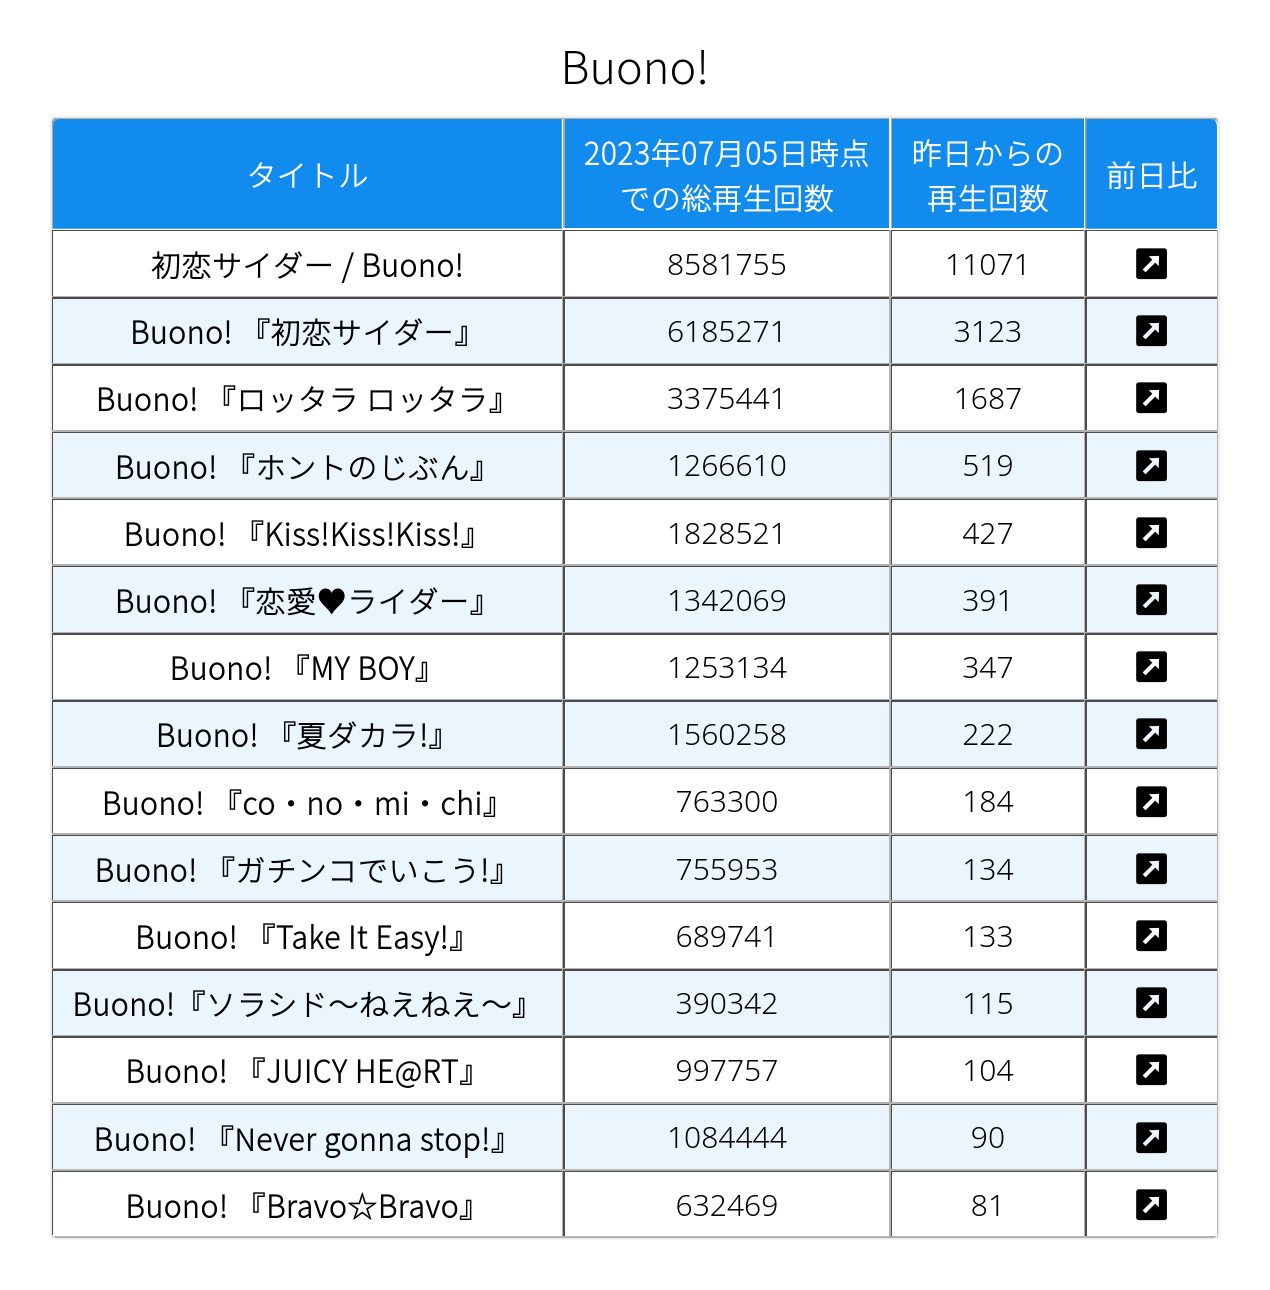 Buono!
タイトル
2023年07月05日時点
での総再生回数
昨日からの
再生回数
前日比
初恋サイダー / Buono! 8581755 11071
Buono! 『初恋サイダー』 6185271 3123
Buono! 『ロッタラ ロッタラ』 3375441 1687
Buono! 『ホントのじぶん』 1266610 519
Buono! 『Kiss!Kiss!Kiss!』 1828521 427
Buono! 『恋愛♥ライダー』 1342069 391
Buono! 『MY BOY』 1253134 347
Buono! 『夏ダカラ!』 1560258 222
Buono! 『co・no・mi・chi』 763300 184
Buono! 『ガチンコでいこう!』 755953 134
Buono! 『Take It Easy!』 689741 133
Buono!『ソラシド〜ねえねえ〜』 390342 115
Buono! 『JUICY HE@RT』 997757 104
Buono! 『Never gonna stop!』 1084444 90
Buono! 『Bravo☆Bravo』 632469 81